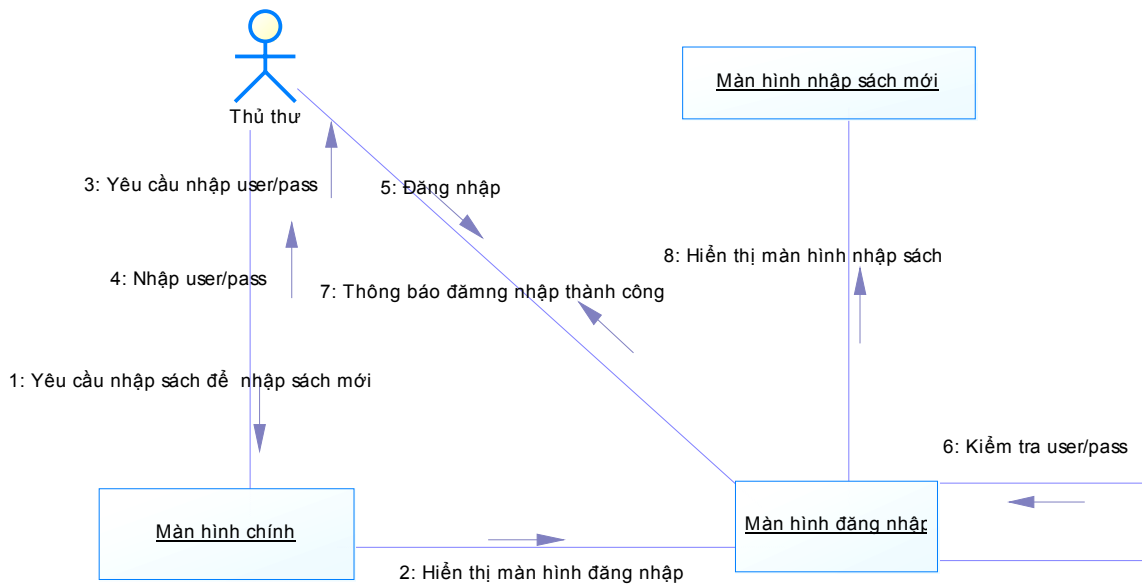 Màn hình nhập sách mới
Thủ thư
3: Yêu cầu nhập user/pass
5: Đăng nhập
8: Hiển thị màn hình nhập sách
4: Nhập user/pass
7: Thông báo đămng nhập thành công
1: Yêu cầu nhập sách để nhập sách mới
6: Kiểm tra user/pass
Màn hình chính
Màn hình đăng nhập
2: Hiển thị màn hình đăng nhập